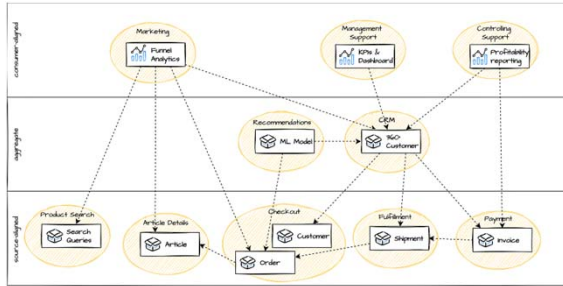 consumer-aligned
Marketing
Funnel
Analytics
Management
Support
KPIs &
Dashboard
Controlling
Support
Profitability
reporting
aggregate
Recommendations
ML Model
CRM
360°
Customer
source-aligned
Product Search
Search
Queries
Article Details
Article
Checkout
Customer
Order
Fulfillment
Shipment
Payment
Invoice